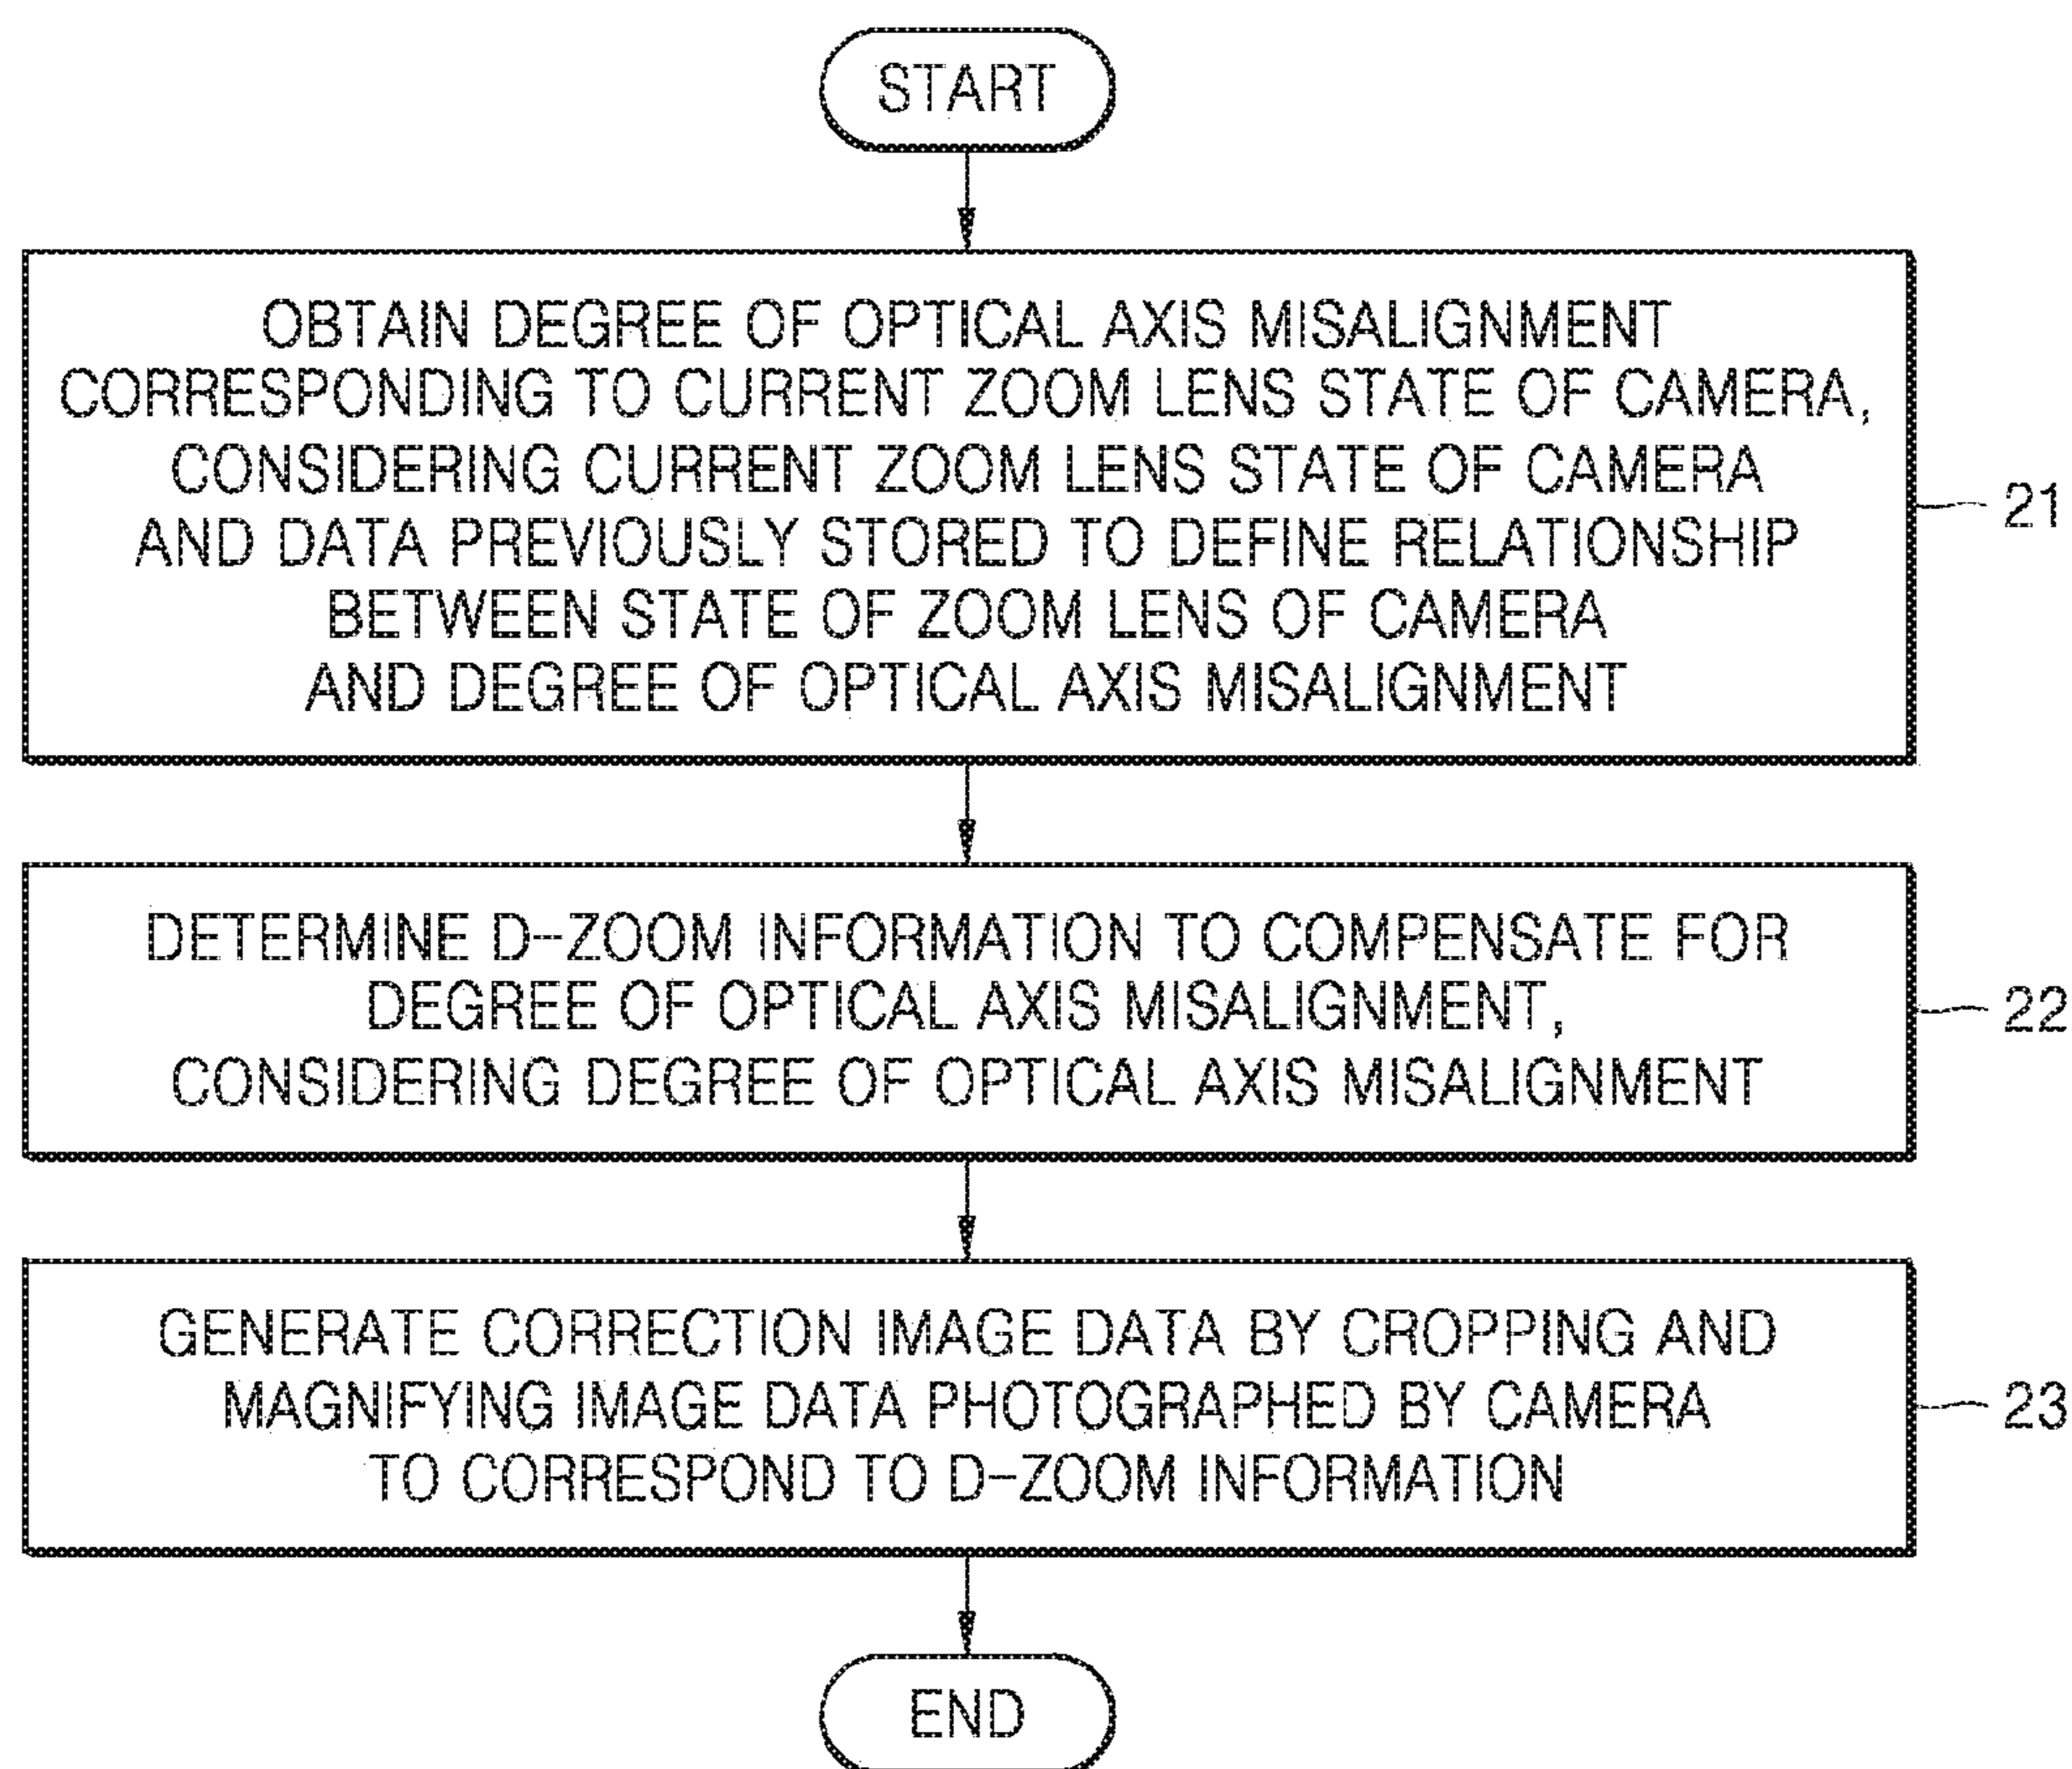 START
OBTAIN DEGREE OF OPTICAL AXIS MISALIGNMENT
CORRESPONDING TO CURRENT ZOOM LENS STATE OF CAMERA,
CONSIDERING CURRENT ZOOM LENS STATE OF CAMERA
AND DATA PREVIOUSLY STORED TO DEFINE RELATIONSHIP
BETWEEN STATE OF ZOOM LENS OF CAMERA
AND DEGREE OF OPTICAL AXIS MISALIGNMENT
21
DETERMINE D-ZOOM INFORMATION TO COMPENSATE FOR
DEGREE OF OPTICAL AXIS MISALIGNMENT,
CONSIDERING DEGREE OF OPTICAL AXIS MISALIGNMENT
22
GENERATE CORRECTION IMAGE DATA BY CROPPING AND
MAGNIFYING IMAGE DATA PHOTOGRAPHED BY CAMERA
TO CORRESPOND TO D-ZOOM INFORMATION
23
END